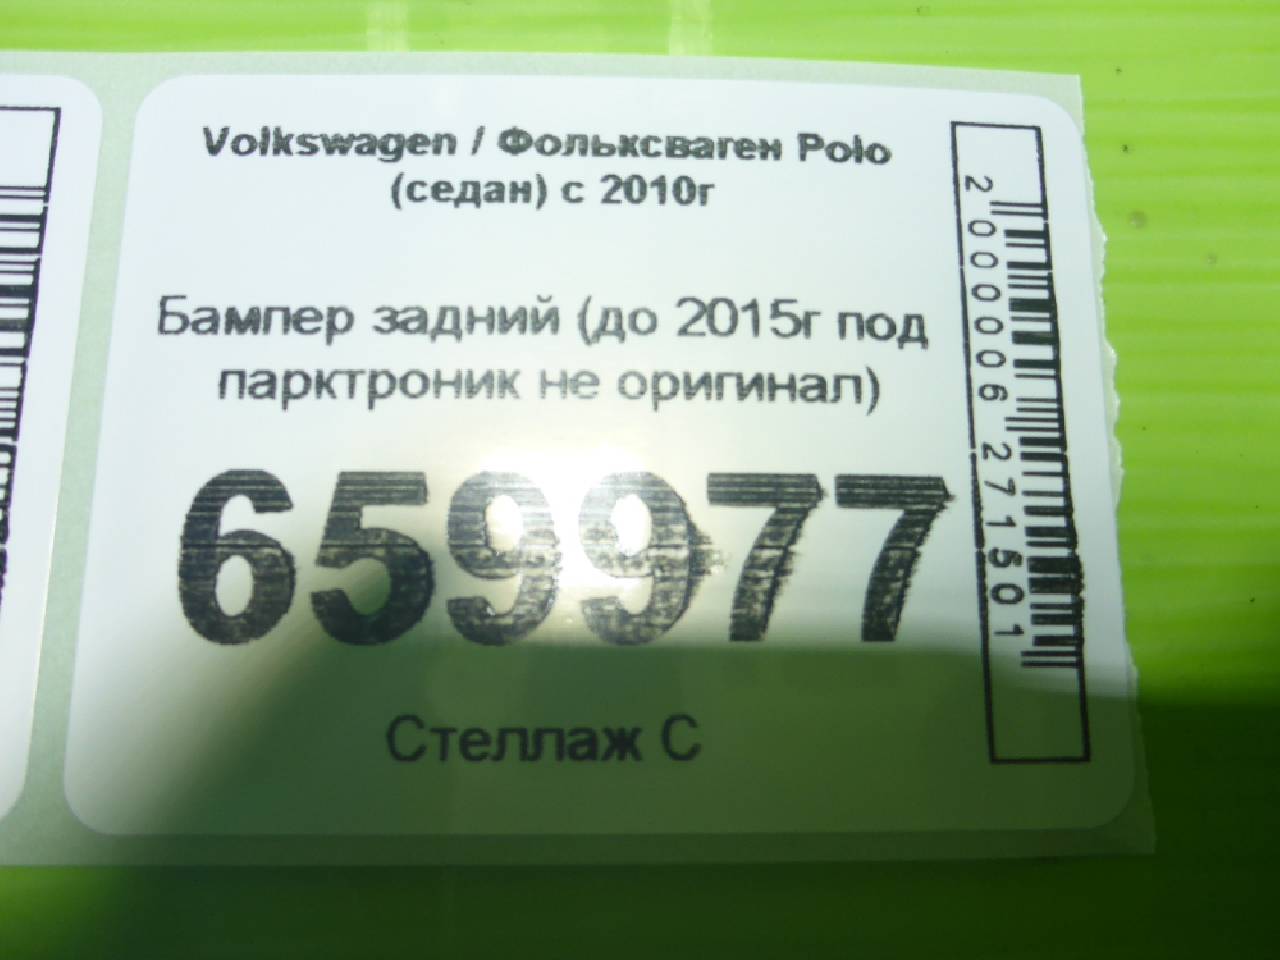 Volkswagen / Фольксваген Polo
(седан) с 2010г
Бампер задний (до 2015г под
парктроник не оригинал)
659977
Стеллаж С
2000006271501